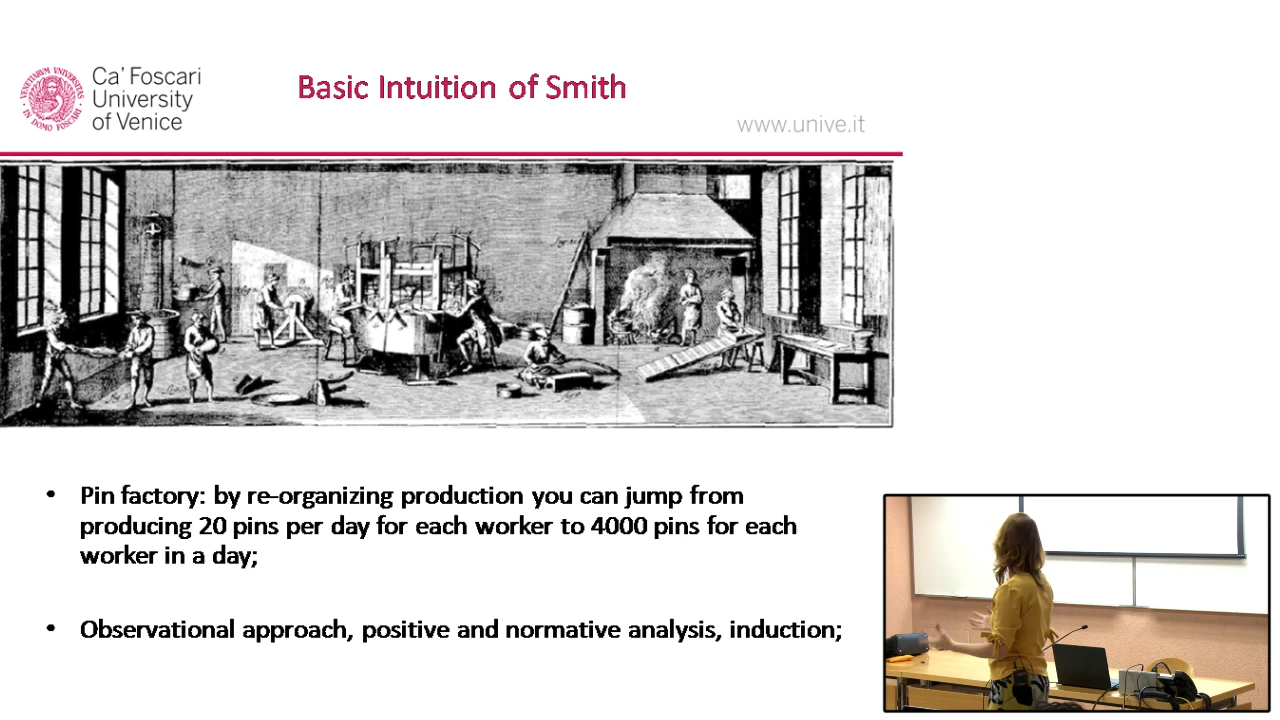 Ca' Foscari
University
of Venice
Basic Intuition of Smith
www.unive.it
• Pin factory: by re-organizing production you can jump from
producing 20 pins per day for each worker to 4000 pins for each
worker in a day;
• Observational approach, positive and normative analysis, induction;